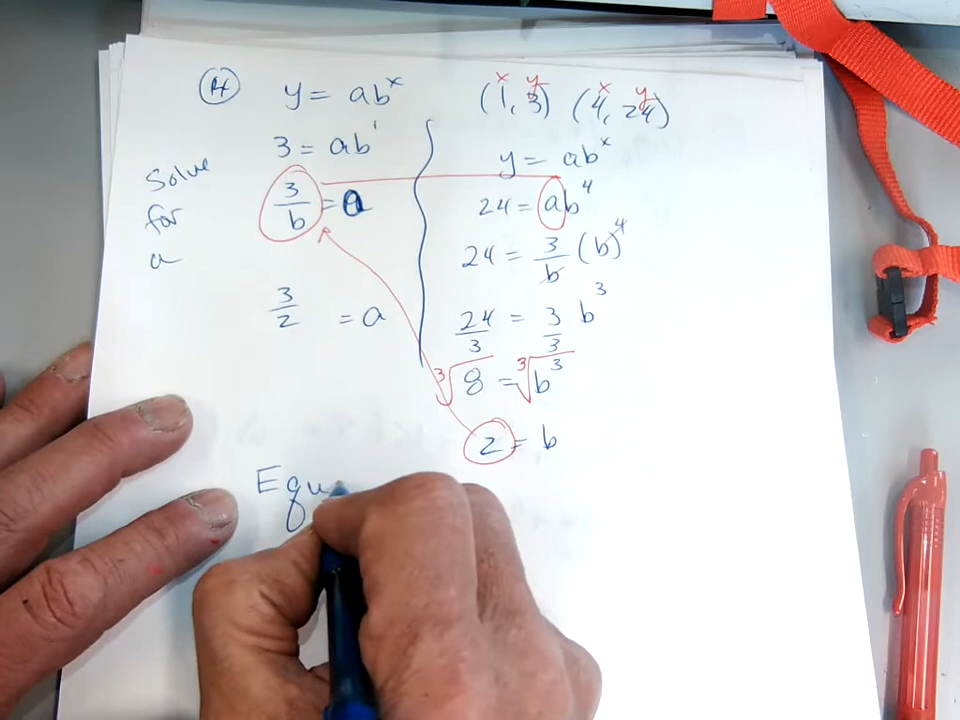 4 y = ab^x (1, 3) (4, 24)
x y x y
3 = ab^1
Solve for a
3/b = a
3/2 = a
y = ab^x
24 = ab^4
24 = 3/b (b)^4
24/3 = 3/3 b^3
∛8 = ∛b^3
2 = b
Equ